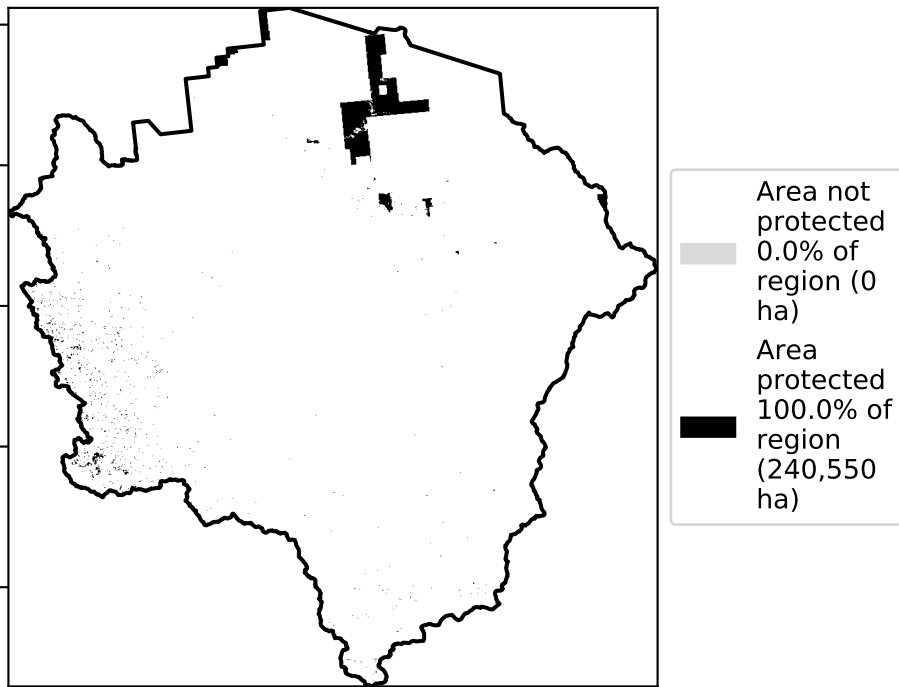 Area not
protected
0.0% of
region (0
ha)
Area
protected
100.0% of
region
(240,550
ha)